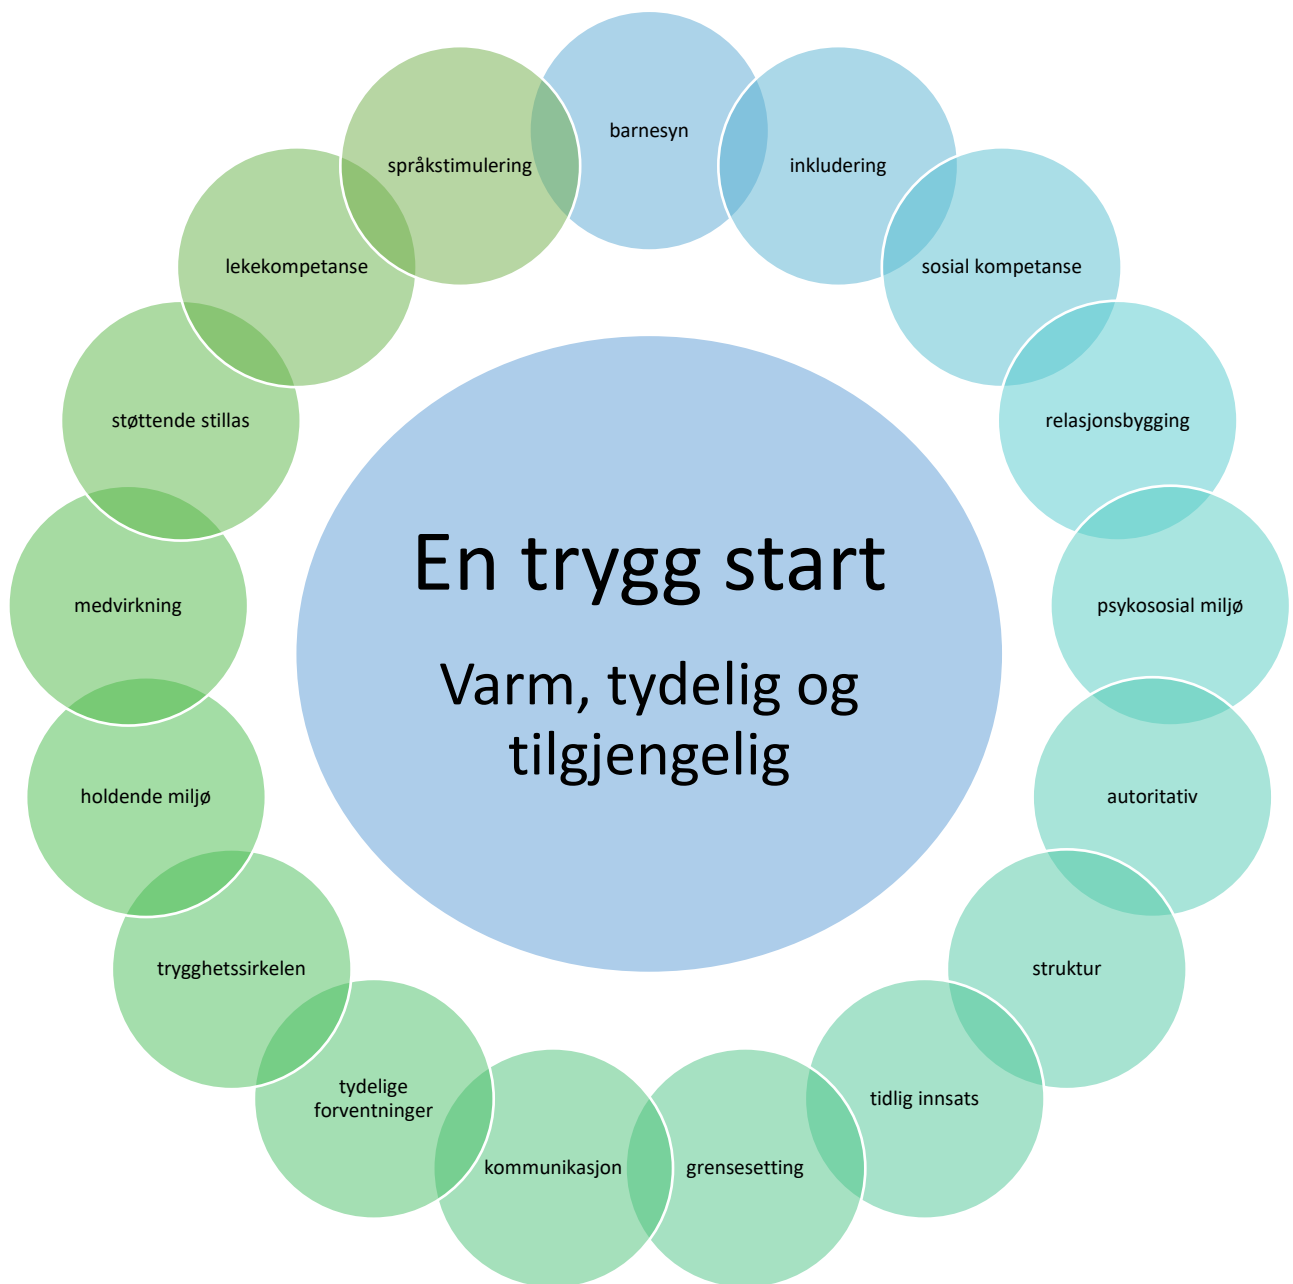 barnesyn
inkludering
sosial kompetanse
relasjonsbygging
psykososial miljø
autoritativ
struktur
tidlig innsats
grensesetting
kommunikasjon
tydelige
forventninger
trygghetssirkelen
holdende miljø
medvirkning
støttende stillas
lekekompetanse
språkstimulering
En trygg start
Varm, tydelig og
tilgjengelig